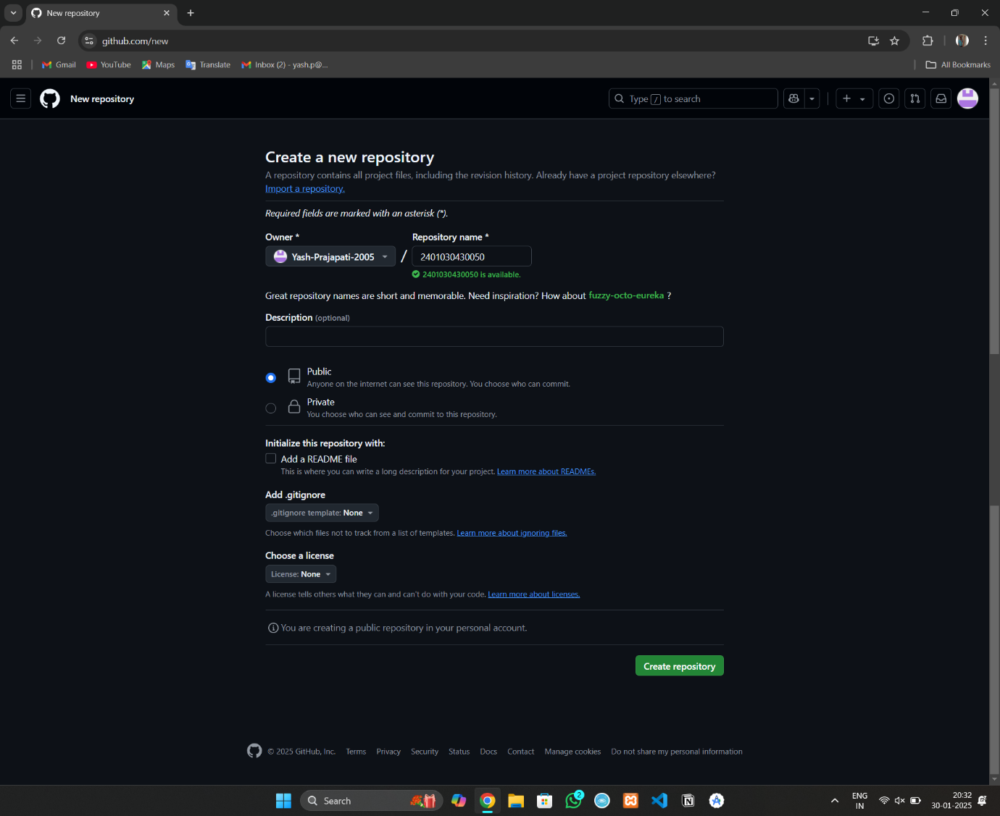 New repository
github.com/new
Gmail
YouTube
Maps
Translate
Inbox (2) - yash.p@...
All Bookmarks
New repository
Type / to search
Create a new repository
A repository contains all project files, including the revision history. Already have a project repository elsewhere?
Import a repository.
Required fields are marked with an asterisk (*).
Owner *
Repository name *
Yash-Prajapati-2005
/
2401030430050
2401030430050 is available.
Great repository names are short and memorable. Need inspiration? How about fuzzy-octo-eureka ?
Description (optional)
Public
Anyone on the internet can see this repository. You choose who can commit.
Private
You choose who can see and commit to this repository.
Initialize this repository with:
Add a README file
This is where you can write a long description for your project. Learn more about READMEs.
Add .gitignore
.gitignore template: None
Choose which files not to track from a list of templates. Learn more about ignoring files.
Choose a license
License: None
A license tells others what they can and can't do with your code. Learn more about licenses.
You are creating a public repository in your personal account.
Create repository
© 2025 GitHub, Inc.
Terms
Privacy
Security
Status
Docs
Contact
Manage cookies
Do not share my personal information
Search
2
ENG
IN
20:32
30-01-2025